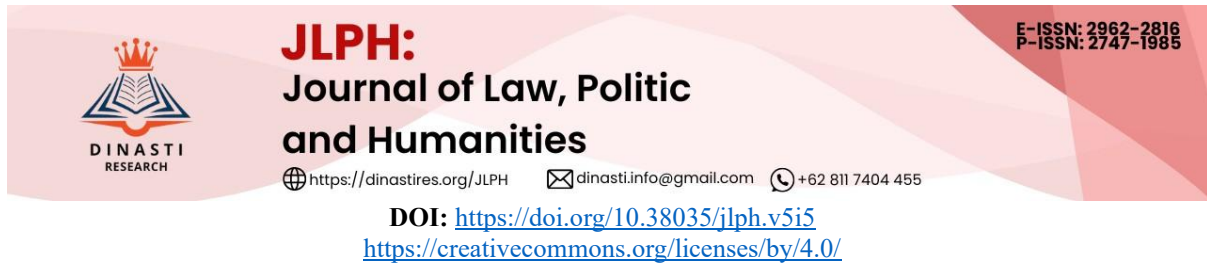 E-ISSN: 2962-2816
P-ISSN: 2747-1985
JLPH:
Journal of Law, Politic
and Humanities
DINASTI
RESEARCH
https://dinastires.org/JLPH dinasti.info@gmail.com +62 811 7404 455
DOI: https://doi.org/10.38035/jlph.v5i5
https://creativecommons.org/licenses/by/4.0/